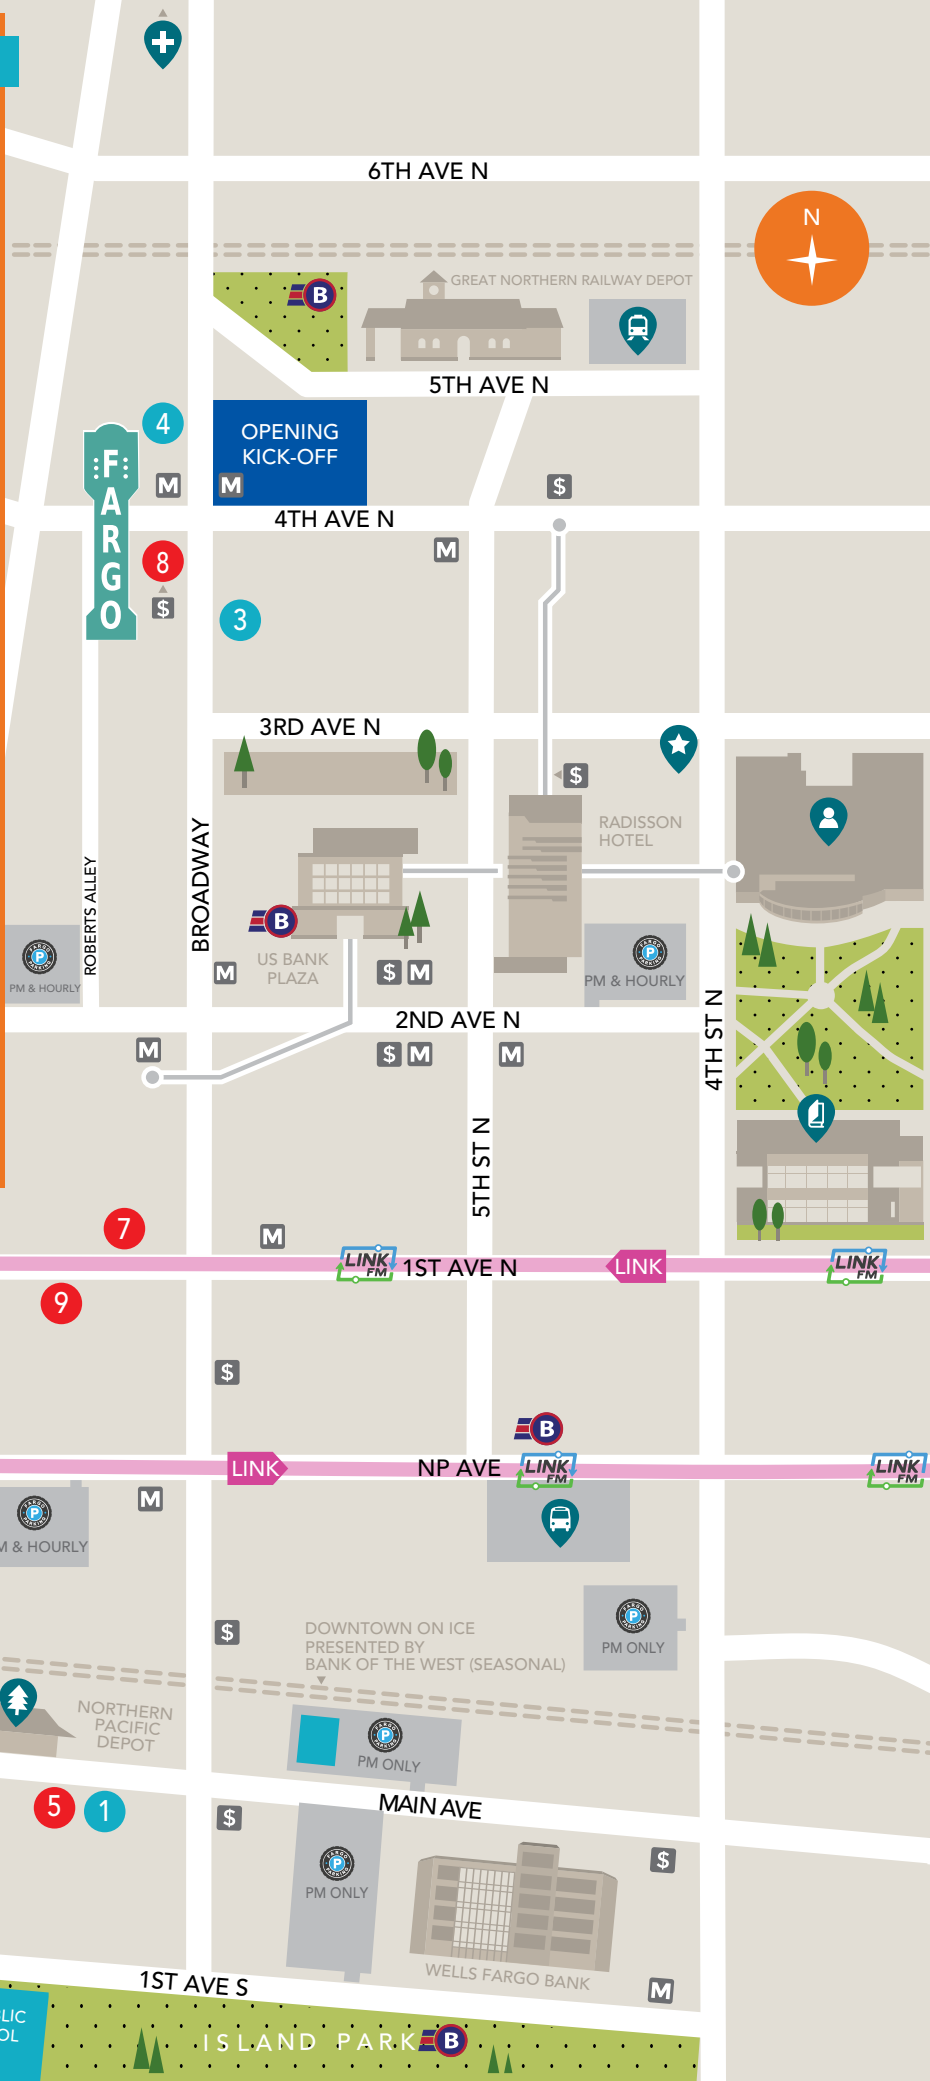 6TH AVE N
N
GREAT NORTHERN RAILWAY DEPOT
B
5TH AVE N
4
OPENING
KICK-OFF
FARGO
M
M
$
4TH AVE N
M
8
$
3
3RD AVE N
$
RADISSON
HOTEL
BROADWAY
ROBERTS ALLEY
B
US BANK
PLAZA
M
$
M
P
PM & HOURLY
P
PM & HOURLY
2ND AVE N
4TH ST N
M
$
M
M
5TH ST N
7
M
LINK
FM
1ST AVE N
LINK
LINK
FM
9
$
B
LINK
NP AVE
LINK
FM
LINK
FM
P
M & HOURLY
M
P
PM ONLY
$
DOWNTOWN ON ICE
PRESENTED BY
BANK OF THE WEST (SEASONAL)
NORTHERN
PACIFIC
DEPOT
P
PM ONLY
5
1
$
MAIN AVE
P
PM ONLY
$
WELLS FARGO BANK
M
1ST AVE S
LIC
OL
ISLAND PARK
B